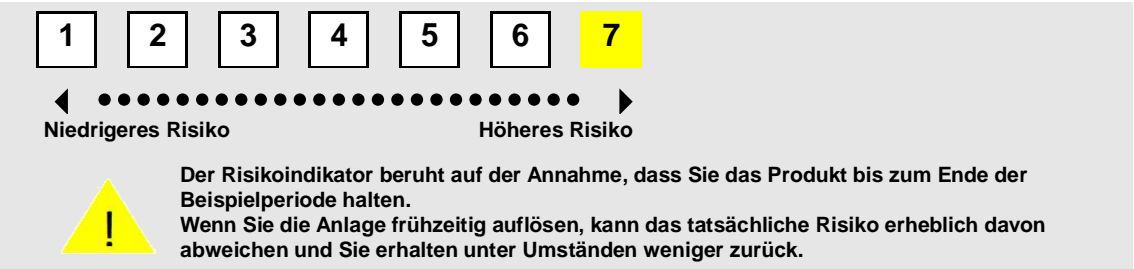 1 2 3 4 5 6 7
Niedrigeres Risiko Höheres Risiko
!
Der Risikoindikator beruht auf der Annahme, dass Sie das Produkt bis zum Ende der
Beispielperiode halten.
Wenn Sie die Anlage frühzeitig auflösen, kann das tatsächliche Risiko erheblich davon
abweichen und Sie erhalten unter Umständen weniger zurück.